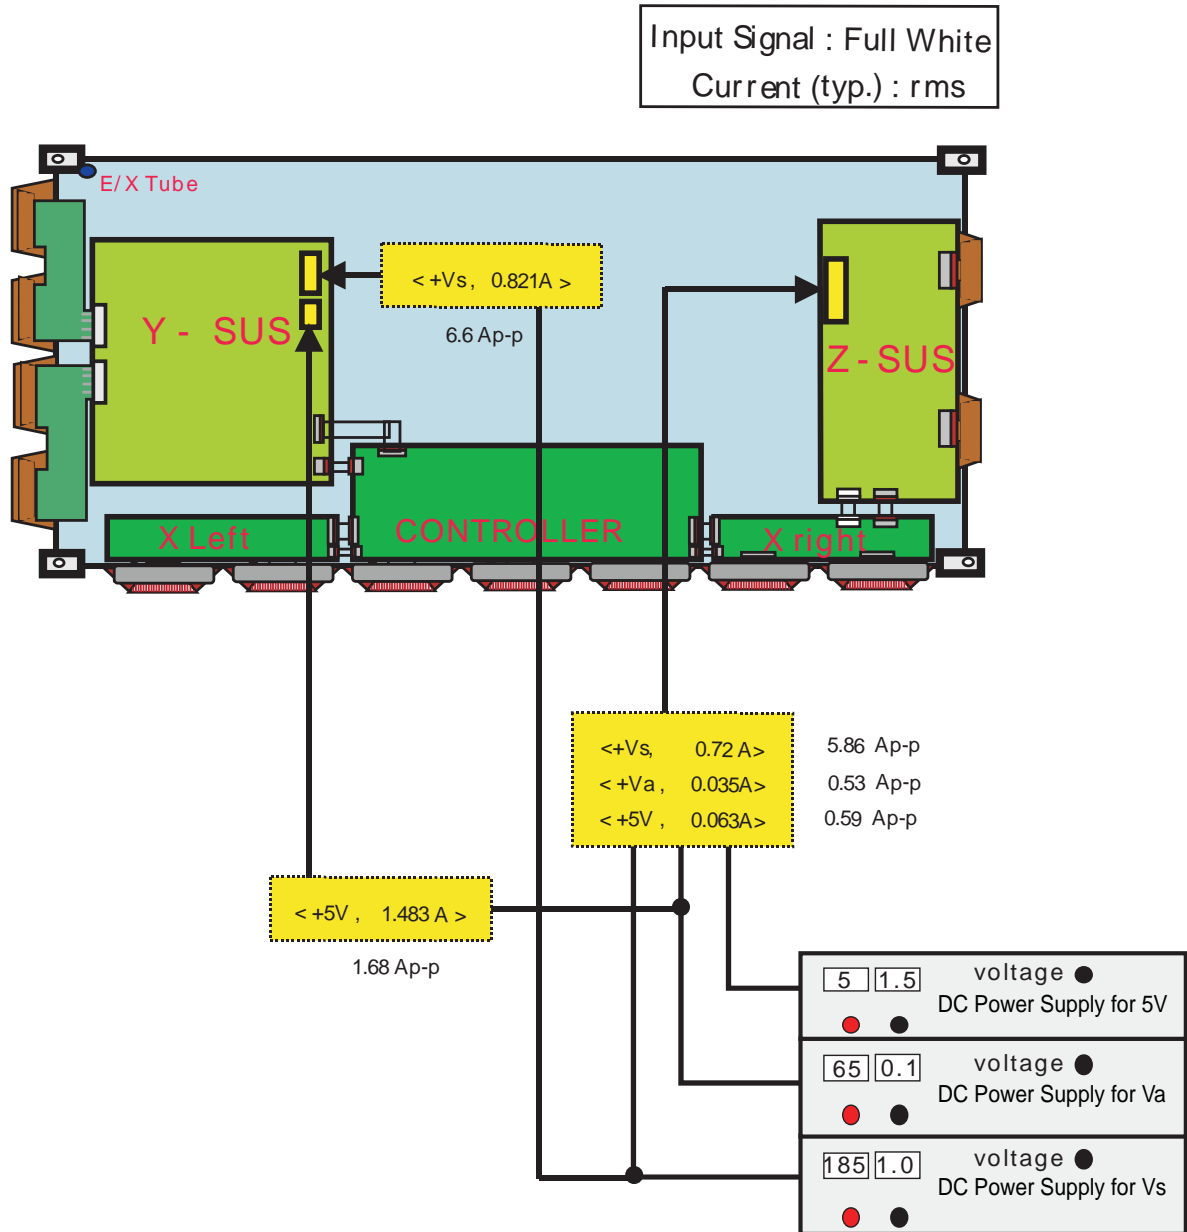 Input Signal : Full White
Current (typ.) : rms
E/X Tube
< +Vs, 0.821A >
6.6 Ap-p
Y - SUS
Z - SUS
X Left
CONTROLLER
X right
<+Vs, 0.72 A> 5.86 Ap-p
< +Va , 0.035A> 0.53 Ap-p
< +5V , 0.063A> 0.59 Ap-p
< +5V , 1.483 A >
1.68 Ap-p
5 1.5 voltage
DC Power Supply for 5V
65 0.1 voltage
DC Power Supply for Va
185 1.0 voltage
DC Power Supply for Vs